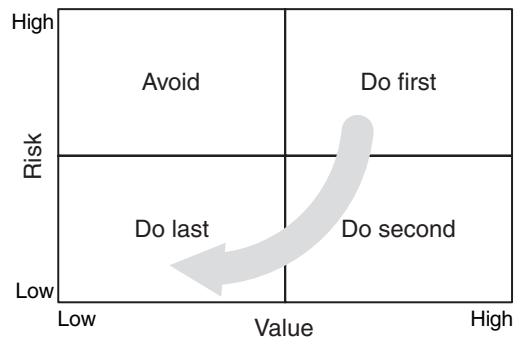 High
Avoid
Do first
Risk
Do last
Do second
Low
Low
Value
High